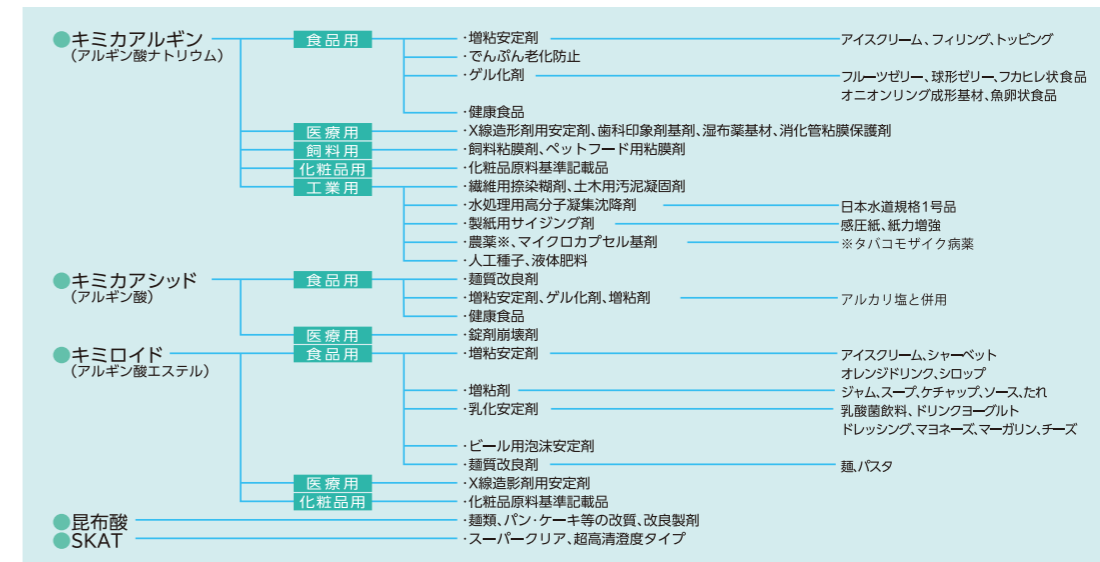 ●キミカアルギン 食品用 ・増粘安定剤 アイスクリーム、フィリング、トッピング
(アルギン酸ナトリウム) ・でんぷん老化防止
・ゲル化剤 フルーツゼリー、球形ゼリー、フカヒレ状食品
オニオンリング成形基材、魚卵状食品
・健康食品
医療用 ・X線造形剤用安定剤、歯科印象剤基剤、湿布薬基材、消化管粘膜保護剤
飼料用 ・飼料粘膜剤、ペットフード用粘膜剤
化粧品用 ・化粧品原料基準記載品
工業用 ・繊維用捺染糊剤、土木用汚泥凝固剤
・水処理用高分子凝集沈降剤 日本水道規格1号品
・製紙用サイジング剤 感圧紙、紙力増強
・農薬※、マイクロカプセル基剤 ※タバコモザイク病薬
・人工種子、液体肥料
●キミカアシッド 食品用 ・麺質改良剤
(アルギン酸) ・増粘安定剤、ゲル化剤、増粘剤 アルカリ塩と併用
・健康食品
医療用 ・錠剤崩壊剤
●キミロイド 食品用 ・増粘安定剤 アイスクリーム、シャーベット
(アルギン酸エステル) オレンジドリンク、シロップ
・増粘剤 ジャム、スープ、ケチャップ、ソース、たれ
・乳化安定剤 乳酸菌飲料、ドリンクヨーグルト
ドレッシング、マヨネーズ、マーガリン、チーズ
・ビール用泡沫安定剤
・麺質改良剤 麺、パスタ
医療用 ・X線造影剤用安定剤
化粧品用 ・化粧品原料基準記載品
●昆布酸 ・麺類、パン・ケーキ等の改質、改良製剤
●SKAT ・スーパークリア、超高清澄度タイプ